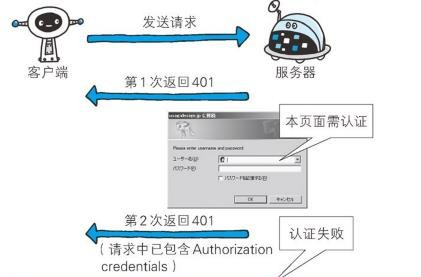 发送请求
客户端
服务器
第1次返回401
本页面需认证
Please enter username and password
ユーザー名(U)
パスワード(P)
パスワードを記憶する(R)
OK
キャンセル
第2次返回401
认证失败
(请求中已包含Authorization
credentials)